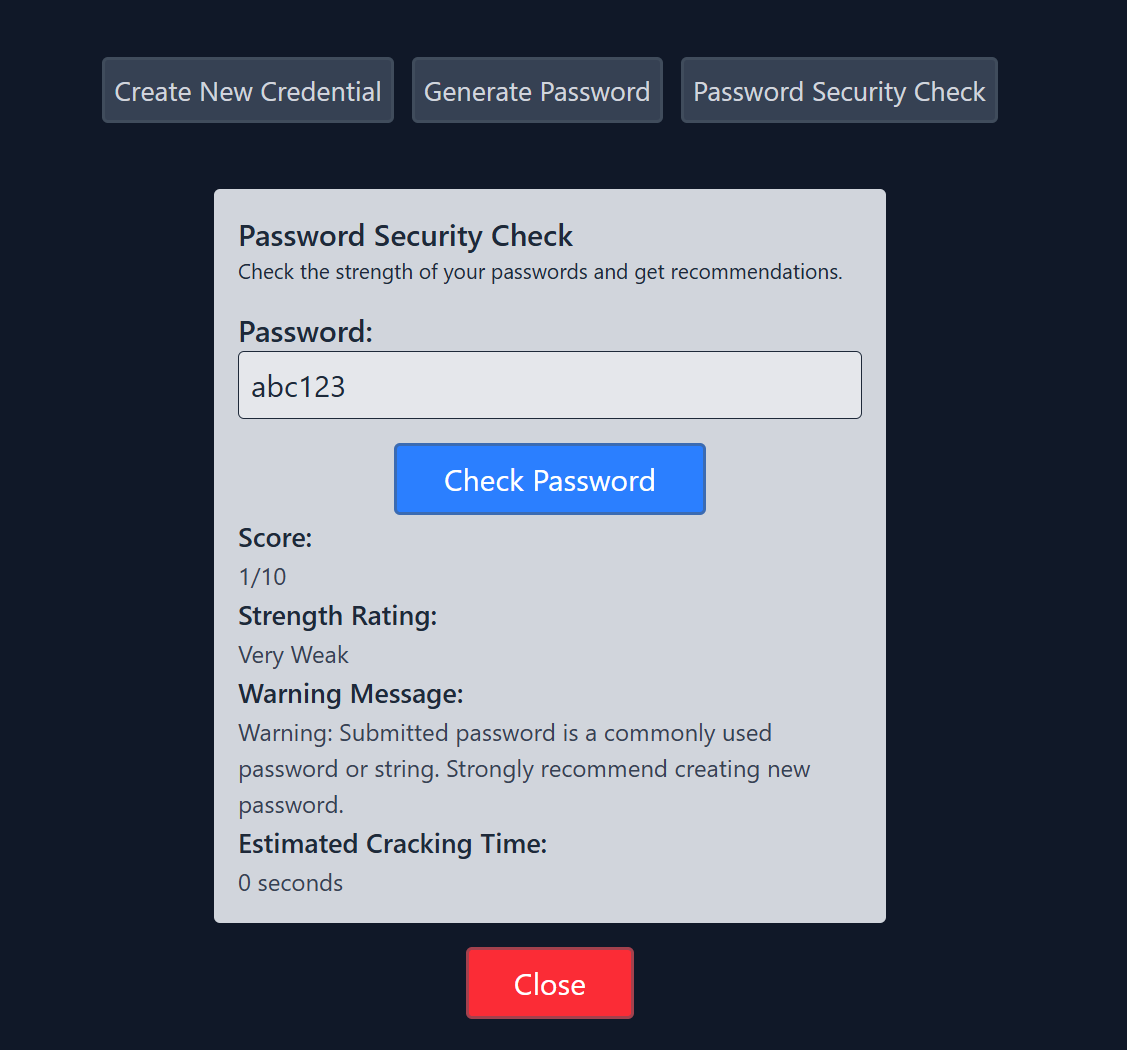 Create New Credential Generate Password Password Security Check
Password Security Check
Check the strength of your passwords and get recommendations.
Password:
abc123
Check Password
Score:
1/10
Strength Rating:
Very Weak
Warning Message:
Warning: Submitted password is a commonly used
password or string. Strongly recommend creating new
password.
Estimated Cracking Time:
0 seconds
Close